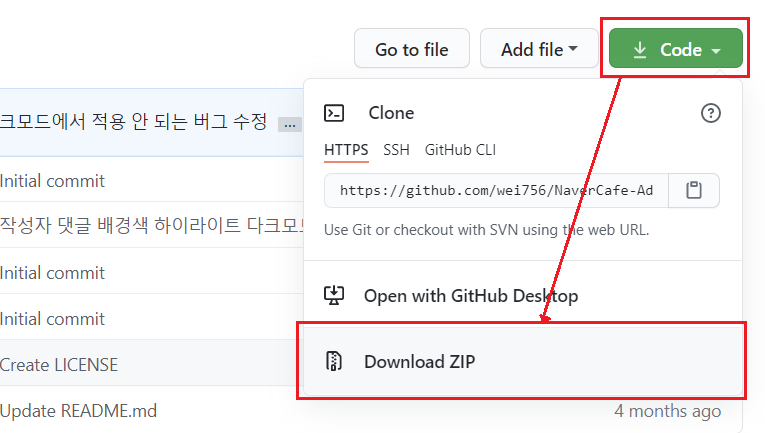 Go to file Add file Code
크모드에서 적용 안 되는 버그 수정 ...
Clone
HTTPS SSH GitHub CLI
Initial commit
https://github.com/wei756/NaverCafe-Ad
작성자 댓글 배경색 하이라이트 다크모드
Use Git or checkout with SVN using the web URL.
Initial commit
Open with GitHub Desktop
Initial commit
Download ZIP
Create LICENSE
Update README.md 4 months ago